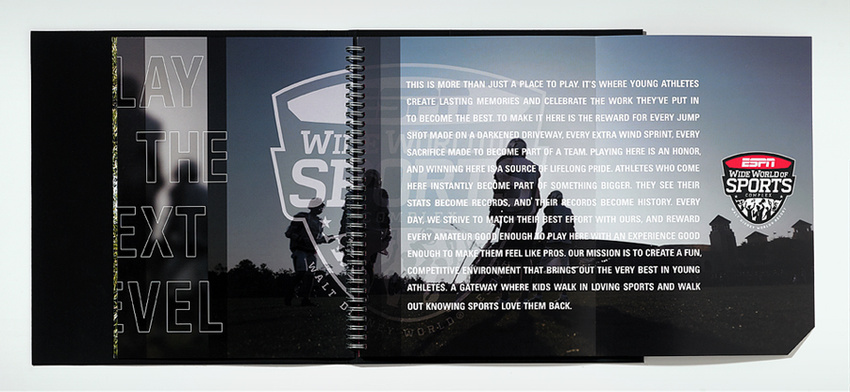 LAY
THE
EXT
EVEL
WIDE WORLD
SP
WALT D
Y WORLD
THIS IS MORE THAN JUST A PLACE TO PLAY. IT'S WHERE YOUNG ATHLETES
CREATE LASTING MEMORIES AND CELEBRATE THE WORK THEY'VE PUT IN
TO BECOME THE BEST. TO MAKE IT HERE IS THE REWARD FOR EVERY JUMP
SHOT MADE ON A DARKENED DRIVEWAY, EVERY EXTRA WIND SPRINT, EVERY
SACRIFICE MADE TO BECOME PART OF A TEAM. PLAYING HERE IS AN HONOR,
AND WINNING HERE IS A SOURCE OF LIFELONG PRIDE. ATHLETES WHO COME
HERE INSTANTLY BECOME PART OF SOMETHING BIGGER. THEY SEE THEIR
STATS BECOME RECORDS, AND THEIR RECORDS BECOME HISTORY. EVERY
DAY, WE STRIVE TO MATCH THEIR BEST EFFORT WITH OURS, AND REWARD
EVERY AMATEUR GOOD ENOUGH TO PLAY HERE WITH AN EXPERIENCE GOOD
ENOUGH TO MAKE THEM FEEL LIKE PROS. OUR MISSION IS TO CREATE A FUN,
COMPETITIVE ENVIRONMENT THAT BRINGS OUT THE VERY BEST IN YOUNG
ATHLETES. A GATEWAY WHERE KIDS WALK IN LOVING SPORTS AND WALK
OUT KNOWING SPORTS LOVE THEM BACK.
ESPN
WIDE WORLD OF
SPORTS
COMPLEX